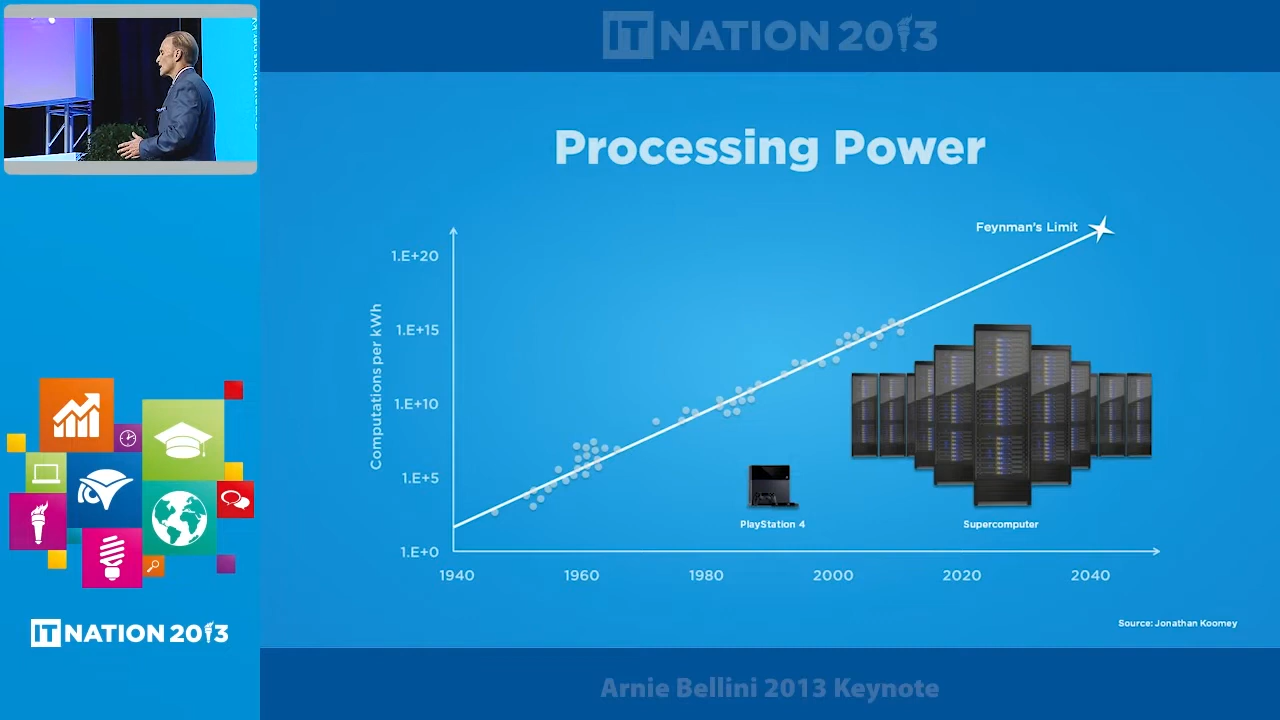 IT NATION 2013
Processing Power
Feynman's Limit
Computations per kWh
1.E+20
1.E+15
1.E+10
1.E+5
1.E+0
PlayStation 4
Supercomputer
1940 1960 1980 2000 2020 2040
Source: Jonathan Koomey
IT NATION 2013
Arnie Bellini 2013 Keynote